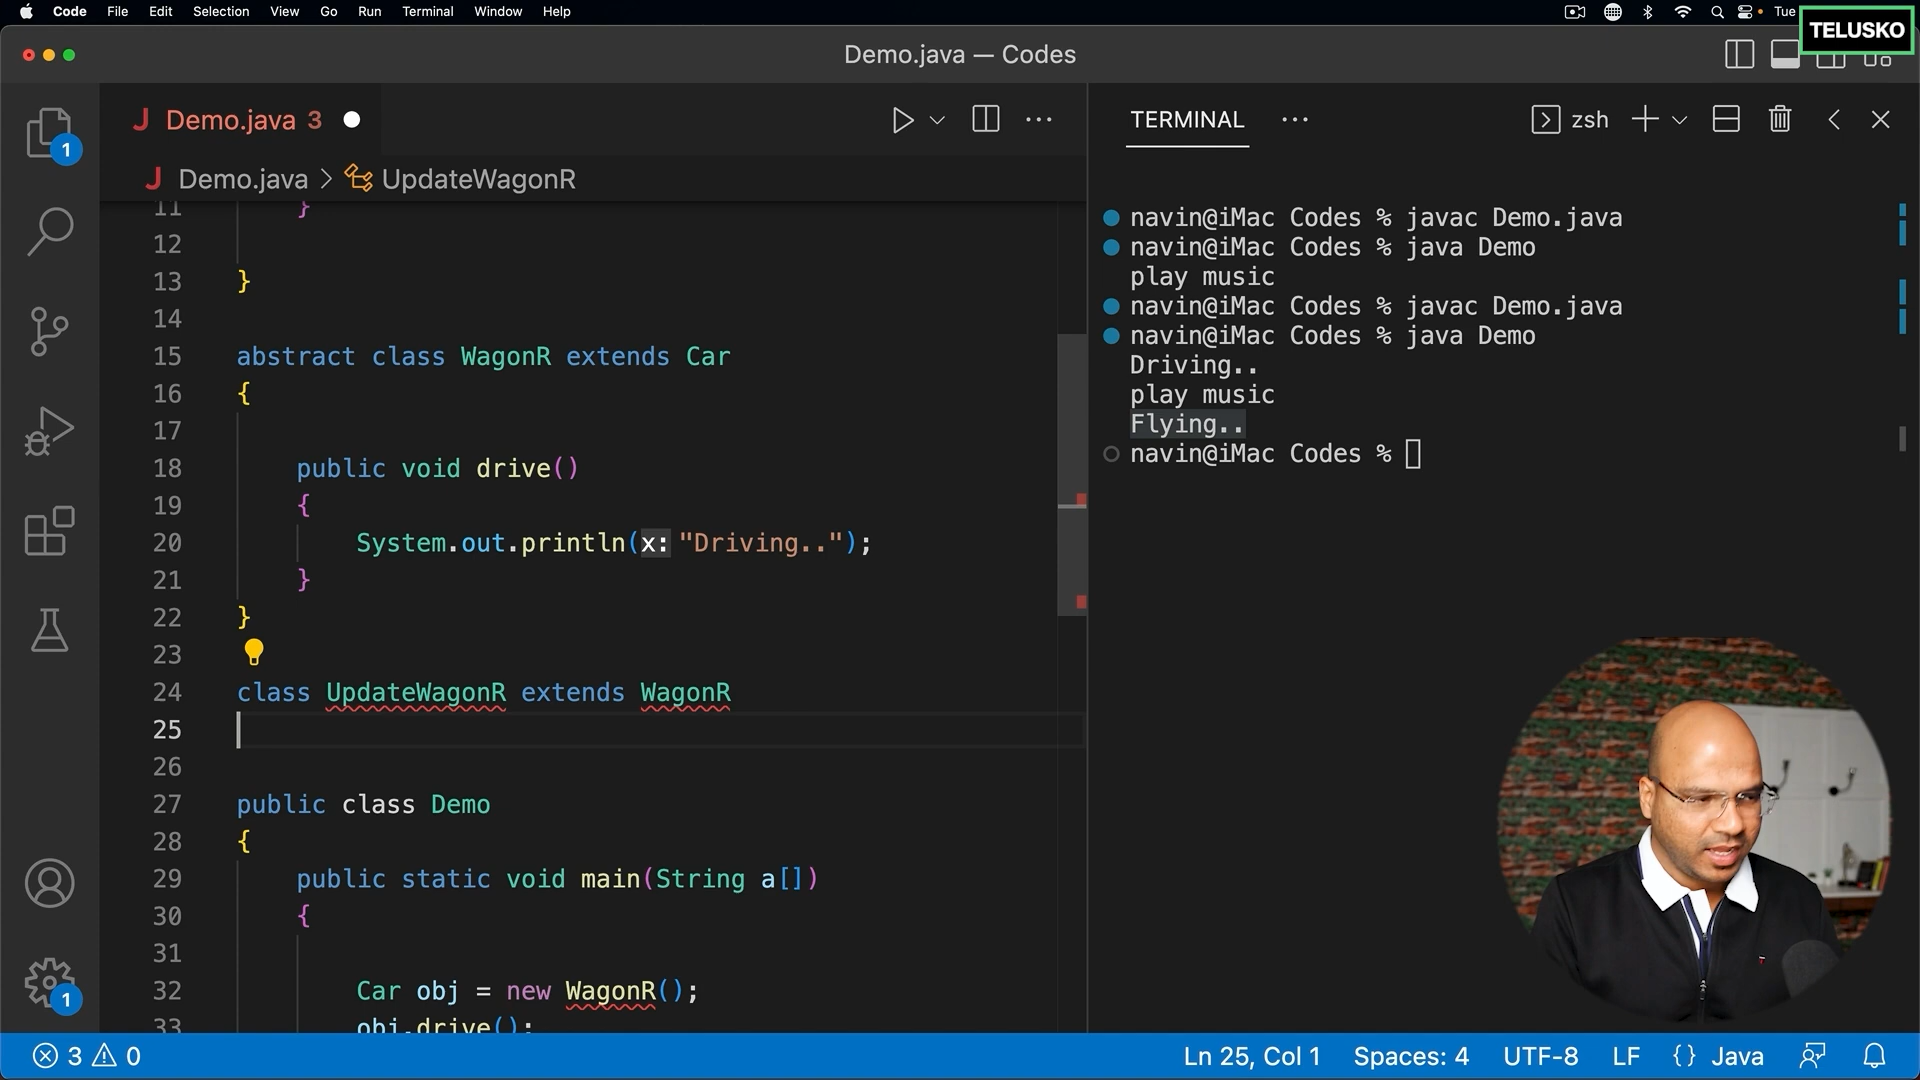 Code File Edit Selection View Go Run Terminal Window Help Tue
TELUSKO
Demo.java — Codes
Demo.java 3
Demo.java > UpdateWagonR
11 }
12
13 }
14
15 abstract class WagonR extends Car
16 {
17
18 public void drive()
19 {
20 System.out.println(x: "Driving..");
21 }
22 }
23
24 class UpdateWagonR extends WagonR
25
26
27 public class Demo
28 {
29 public static void main(String a[])
30 {
31
32 Car obj = new WagonR();
33 obj.drive();
TERMINAL
zsh
navin@iMac Codes % javac Demo.java
navin@iMac Codes % java Demo
play music
navin@iMac Codes % javac Demo.java
navin@iMac Codes % java Demo
Driving..
play music
Flying..
navin@iMac Codes %
1
1
3 0
Ln 25, Col 1 Spaces: 4 UTF-8 LF {} Java